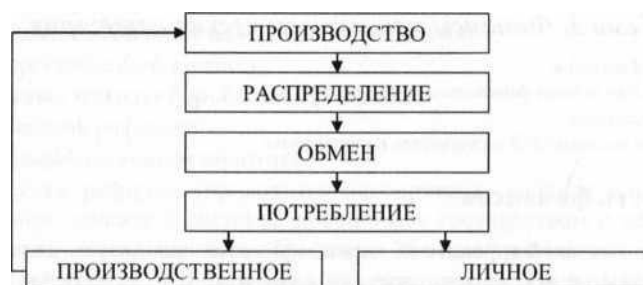 ПРОИЗВОДСТВО
РАСПРЕДЕЛЕНИЕ
ОБМЕН
ПОТРЕБЛЕНИЕ
ПРОИЗВОДСТВЕННОЕ
ЛИЧНОЕ